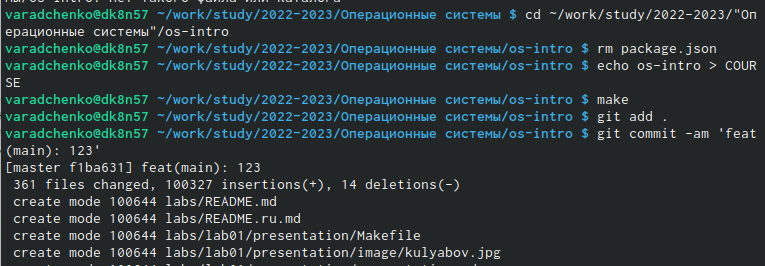 varadchenko@dk8n57 ~/work/study/2022-2023/Операционные системы $ cd ~/work/study/2022-2023/"Оп
ерационные системы"/os-intro
varadchenko@dk8n57 ~/work/study/2022-2023/Операционные системы/os-intro $ rm package.json
varadchenko@dk8n57 ~/work/study/2022-2023/Операционные системы/os-intro $ echo os-intro > COUR
SE
varadchenko@dk8n57 ~/work/study/2022-2023/Операционные системы/os-intro $ make
varadchenko@dk8n57 ~/work/study/2022-2023/Операционные системы/os-intro $ git add .
varadchenko@dk8n57 ~/work/study/2022-2023/Операционные системы/os-intro $ git commit -am 'feat
(main): 123'
[master f1ba631] feat(main): 123
 361 files changed, 100327 insertions(+), 14 deletions(-)
 create mode 100644 labs/README.md
 create mode 100644 labs/README.ru.md
 create mode 100644 labs/lab01/presentation/Makefile
 create mode 100644 labs/lab01/presentation/image/kulyabov.jpg